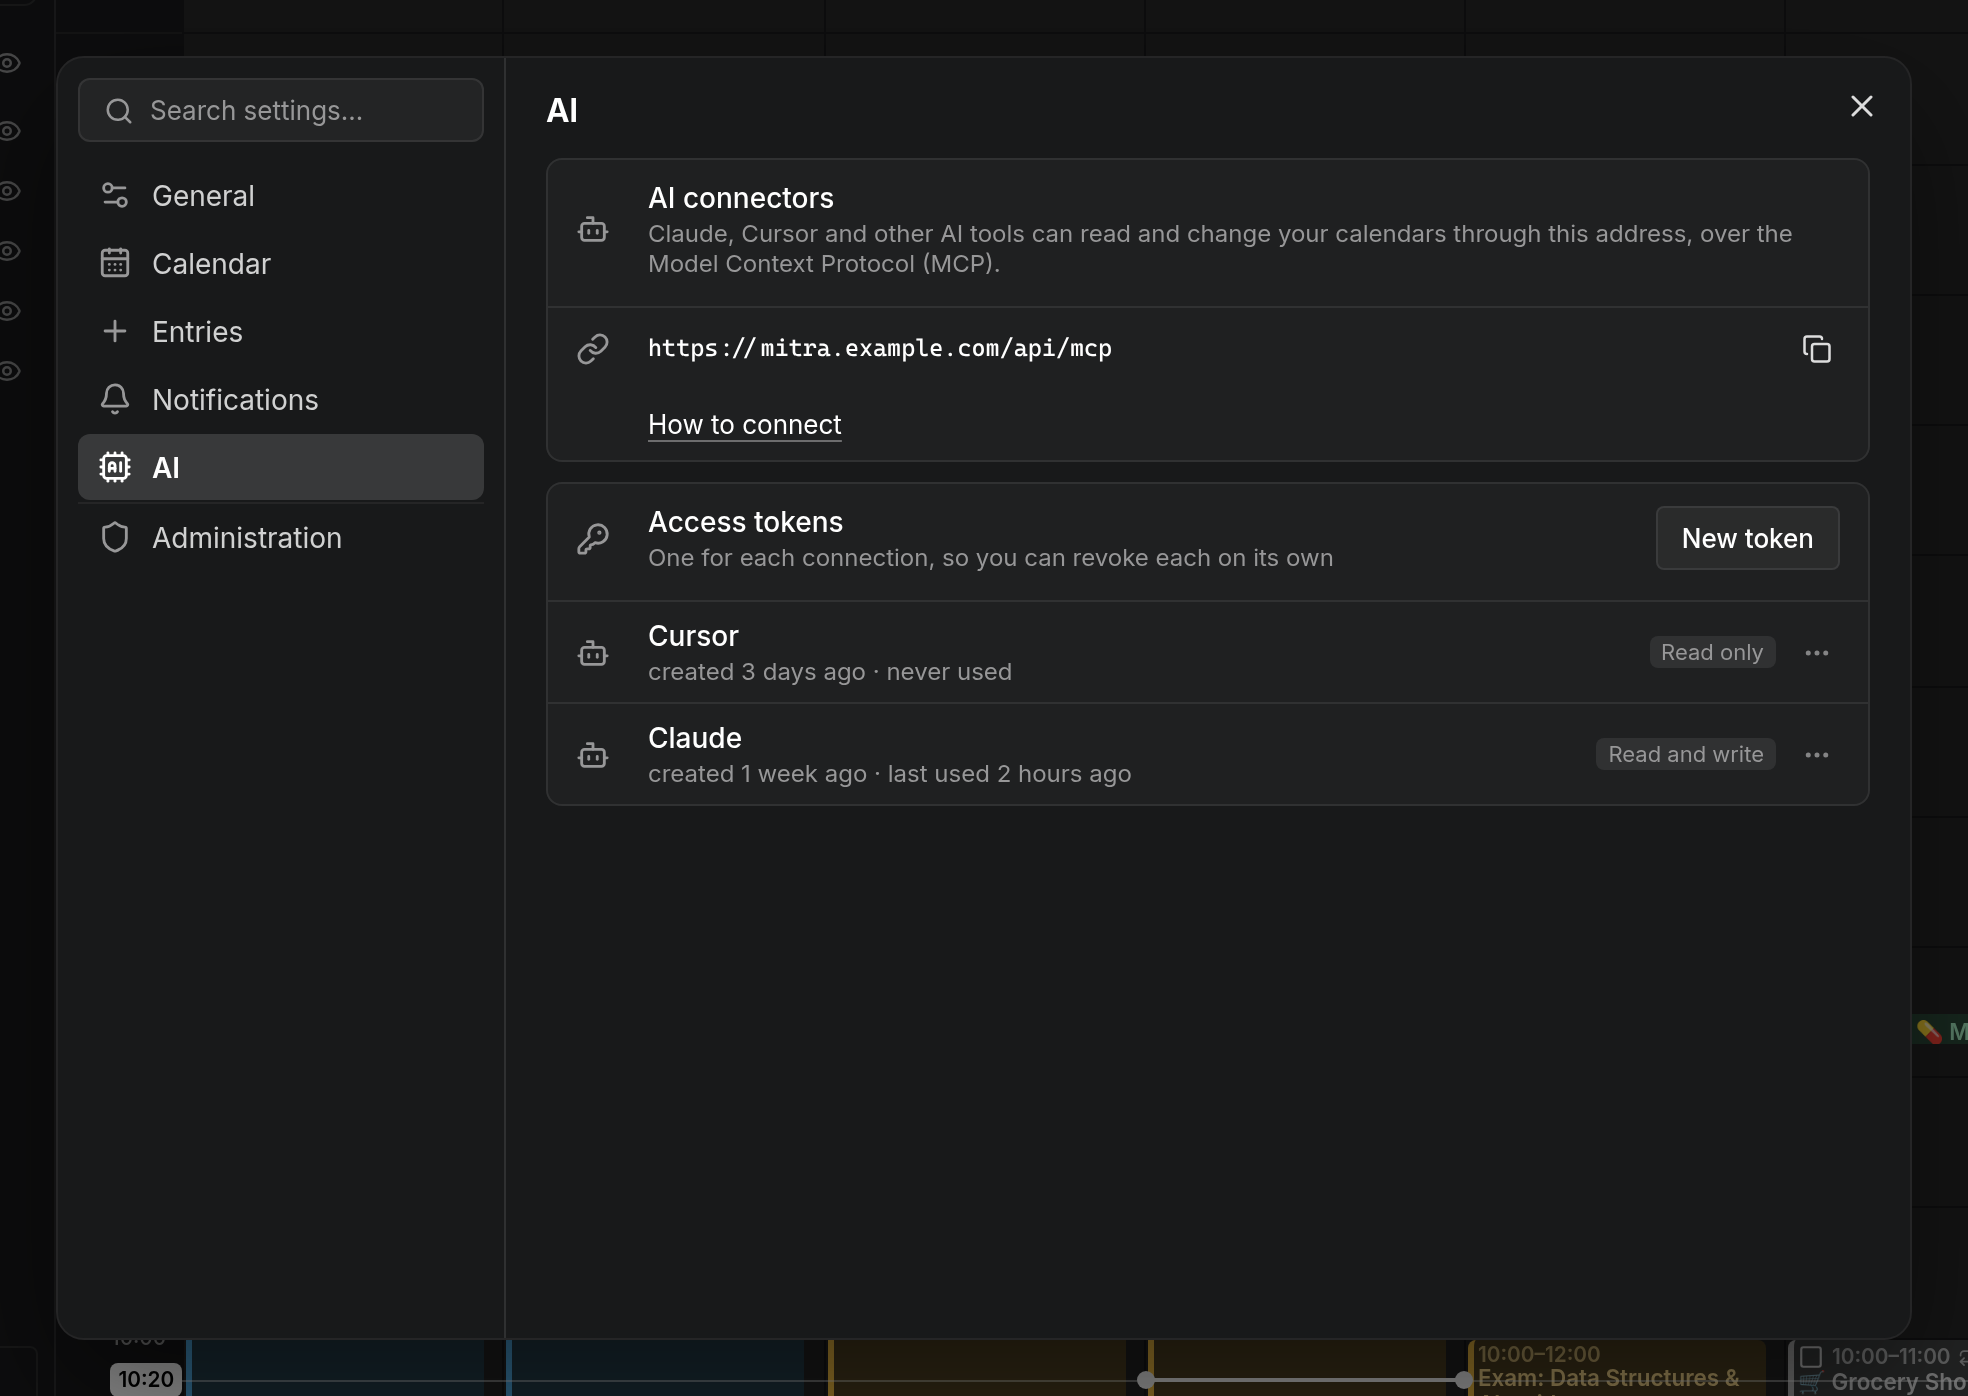 Search settings...
General
Calendar
Entries
Notifications
AI
Administration
AI
AI connectors
Claude, Cursor and other AI tools can read and change your calendars through this address, over the
Model Context Protocol (MCP).
https://mitra.example.com/api/mcp
How to connect
Access tokens
One for each connection, so you can revoke each on its own
New token
Cursor
created 3 days ago · never used
Read only
Claude
created 1 week ago · last used 2 hours ago
Read and write
10:20
10:00–12:00
Exam: Data Structures &
10:00–11:00
Grocery Sho